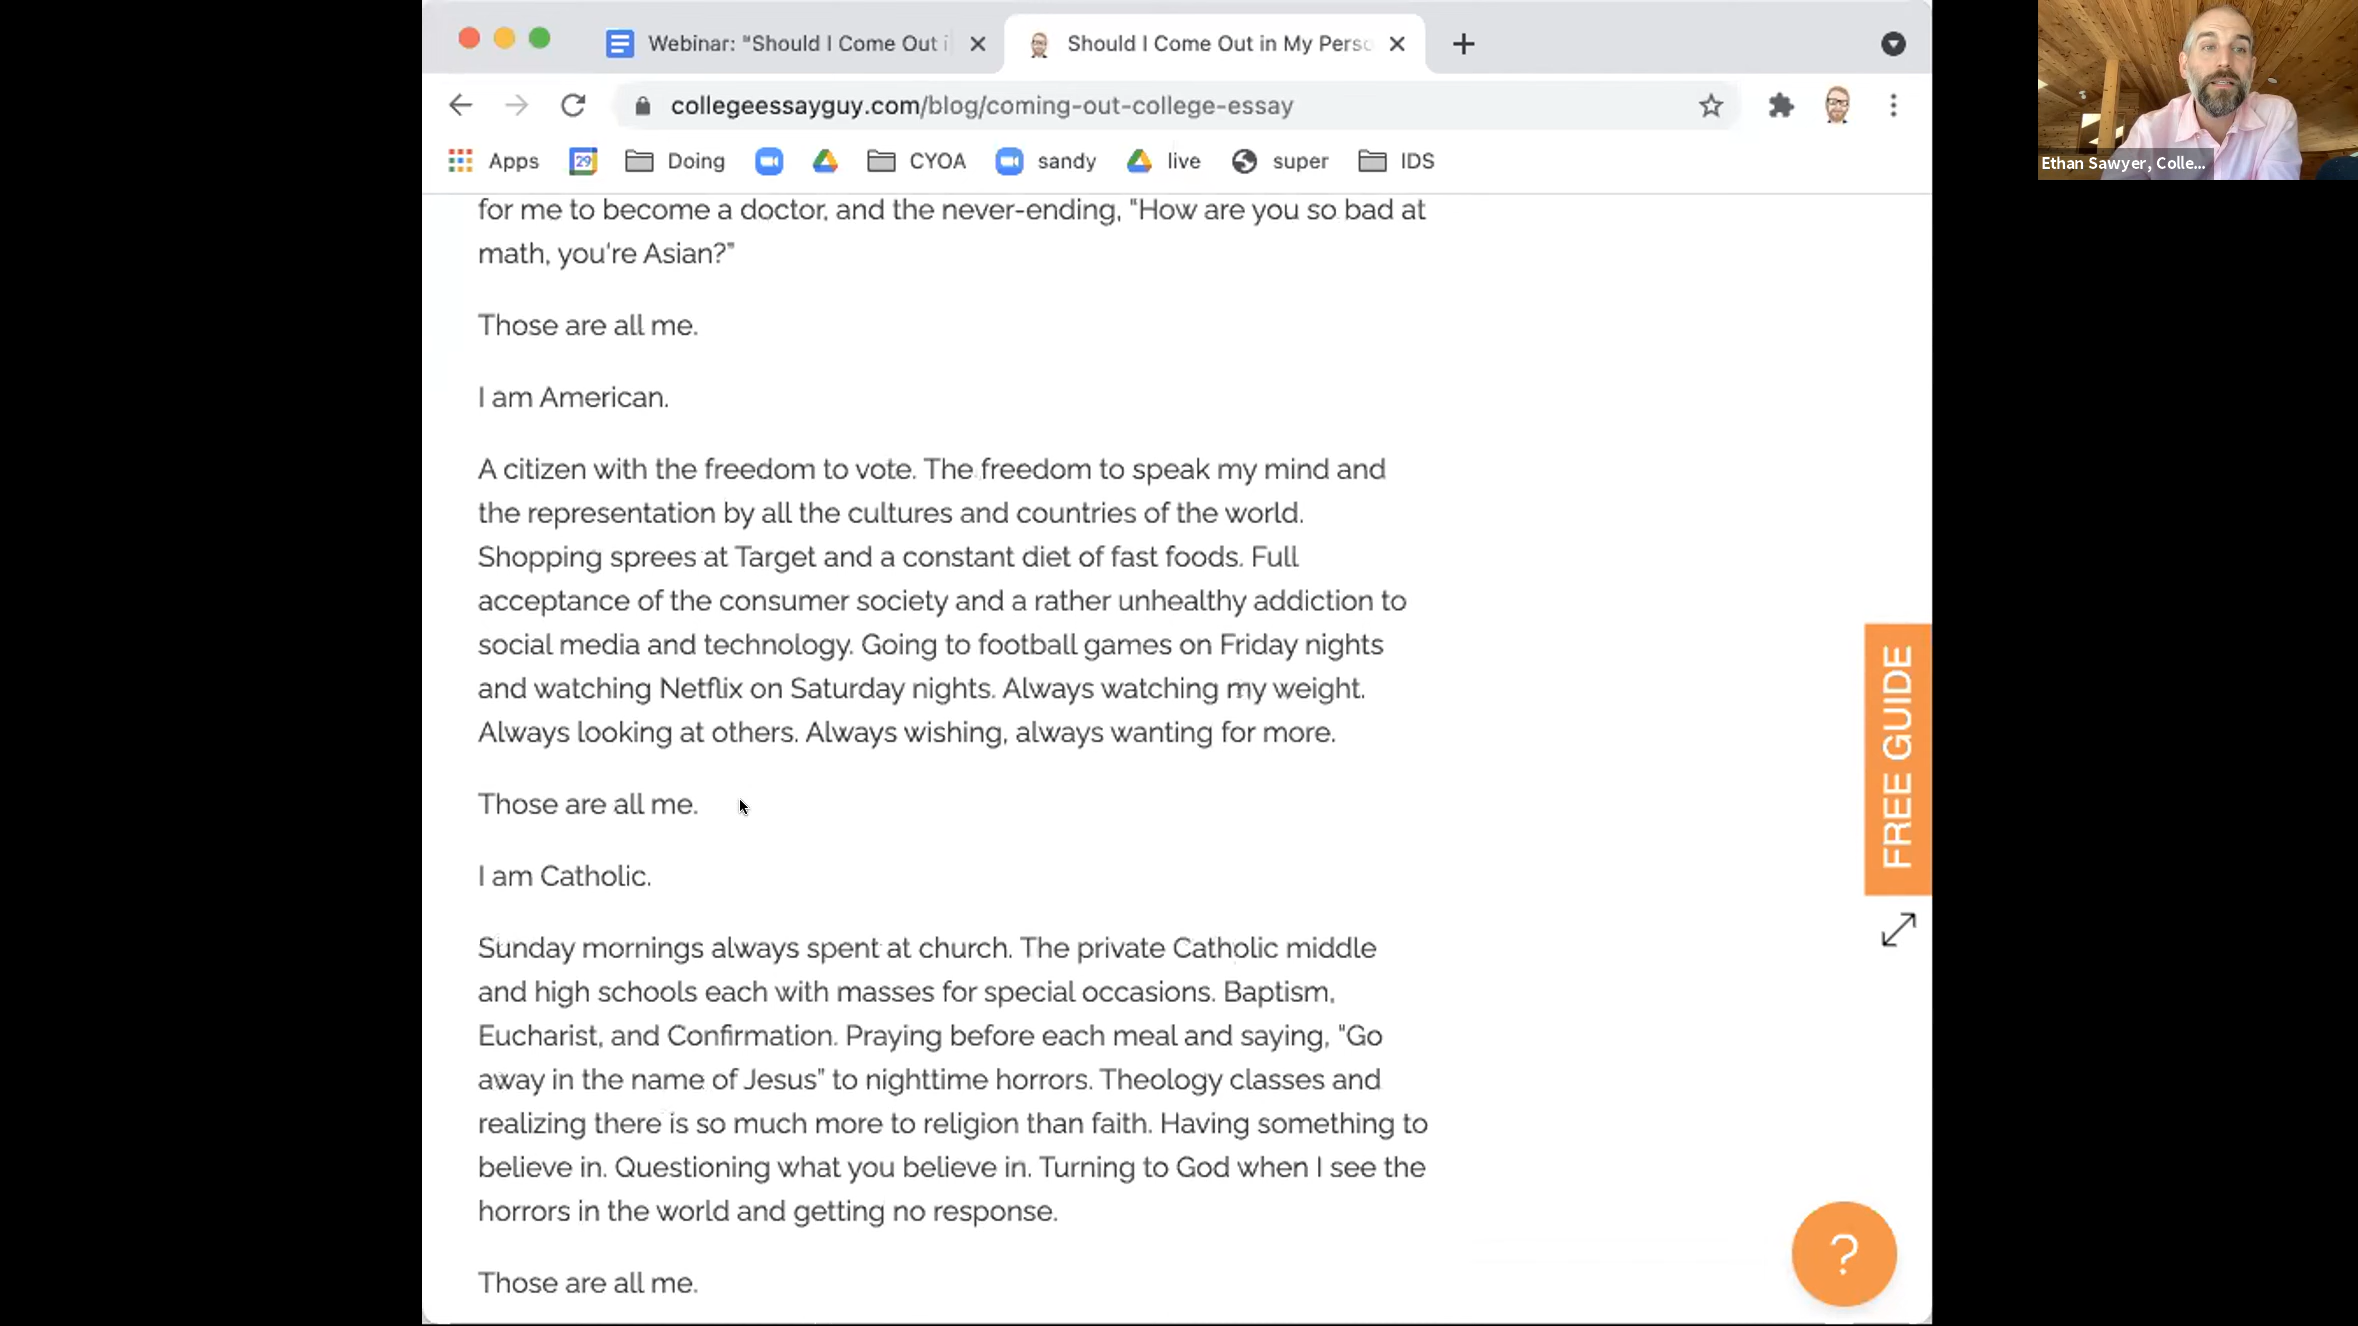 Webinar: "Should I Come Out i
Should I Come Out in My Perso
collegeessayguy.com/blog/coming-out-college-essay
Apps
29
Doing
CYOA
sandy
live
super
IDS
Ethan Sawyer, Colle...
for me to become a doctor, and the never-ending, "How are you so bad at
math, you're Asian?"
Those are all me.
I am American.
A citizen with the freedom to vote. The freedom to speak my mind and
the representation by all the cultures and countries of the world.
Shopping sprees at Target and a constant diet of fast foods. Full
acceptance of the consumer society and a rather unhealthy addiction to
social media and technology. Going to football games on Friday nights
and watching Netflix on Saturday nights. Always watching my weight.
Always looking at others. Always wishing, always wanting for more.
Those are all me.
I am Catholic.
Sunday mornings always spent at church. The private Catholic middle
and high schools each with masses for special occasions. Baptism,
Eucharist, and Confirmation. Praying before each meal and saying, "Go
away in the name of Jesus" to nighttime horrors. Theology classes and
realizing there is so much more to religion than faith. Having something to
believe in. Questioning what you believe in. Turning to God when I see the
horrors in the world and getting no response.
Those are all me.
FREE GUIDE
?